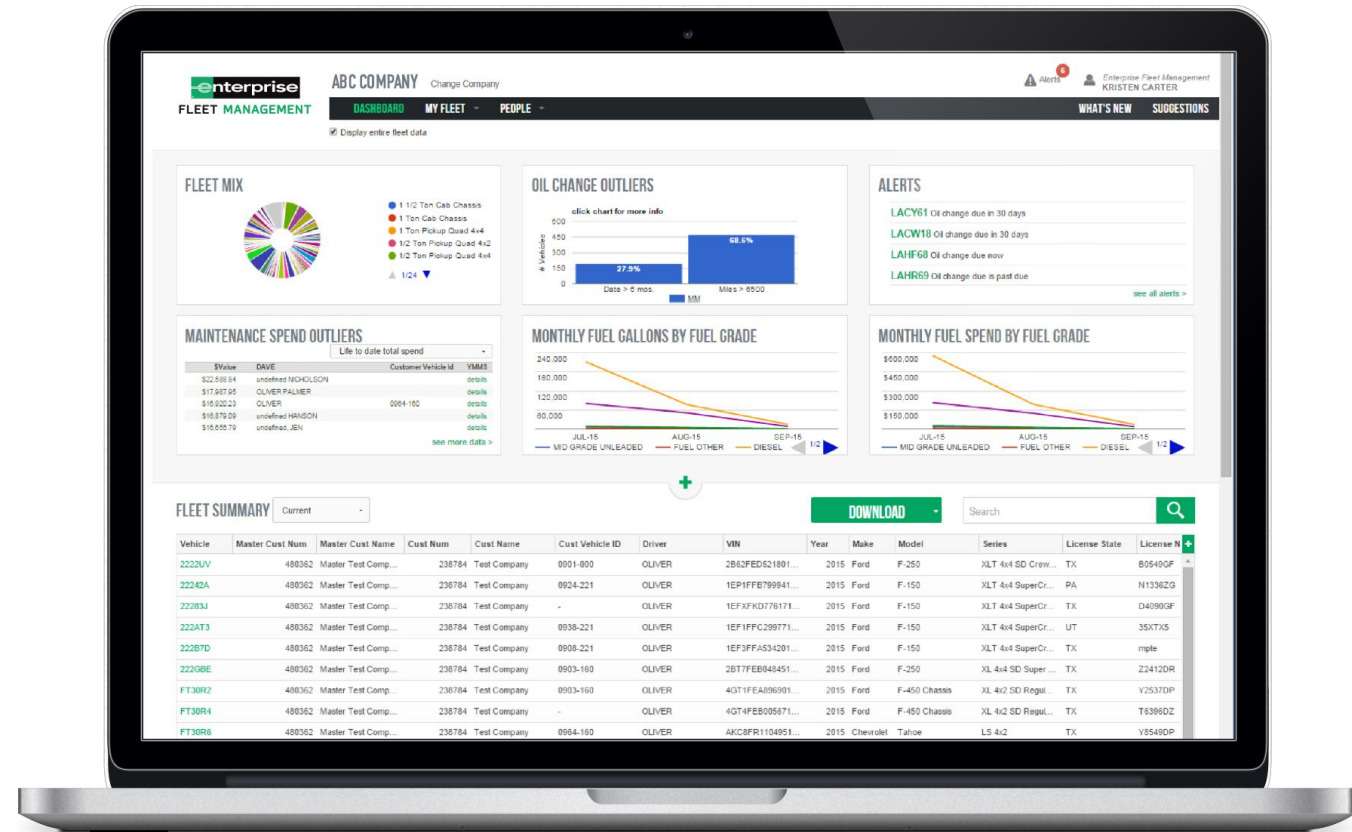 enterprise
FLEET MANAGEMENT
ABC COMPANY Change Company
Alerts 6
Enterprise Fleet Management
KRISTEN CARTER
DASHBOARD MY FLEET PEOPLE WHAT'S NEW SUGGESTIONS
Display entire fleet data
FLEET MIX
1 1/2 Ton Cab Chassis
1 Ton Cab Chassis
1 Ton Pickup Quad 4x4
1/2 Ton Pickup Quad 4x2
1/2 Ton Pickup Quad 4x4
1/24
OIL CHANGE OUTLIERS
click chart for more info
# Vehicles
600
450
300
150
0
27.9%
68.6%
Date > 6 mos. Miles > 6500
MM
ALERTS
LACY61 Oil change due in 30 days
LACW18 Oil change due in 30 days
LAHF68 Oil change due now
LAHR69 Oil change due is past due
see all alerts >
MAINTENANCE SPEND OUTLIERS
Life to date total spend
$Value DAVE Customer Vehicle Id YMMS
undefined NICHOLSON details
$17,987.95 OLIVER PALMER details
$16,920.23 OLIVER 0964-160 details
$16,879.09 undefined HANSON details
undefined, JEN details
see more data >
MONTHLY FUEL GALLONS BY FUEL GRADE
240,000
180,000
120,000
60,000
JUL-15 AUG-15 SEP-15
MID GRADE UNLEADED FUEL OTHER DIESEL 1/2
MONTHLY FUEL SPEND BY FUEL GRADE
$600,000
$450,000
$300,000
$150,000
JUL-15 AUG-15 SEP-15
MID GRADE UNLEADED FUEL OTHER DIESEL 1/2
FLEET SUMMARY Current DOWNLOAD Search
Vehicle Master Cust Num Master Cust Name Cust Num Cust Name Cust Vehicle ID Driver VIN Year Make Model Series License State License N
2222UV 480362 Master Test Comp... 238784 Test Company 0901-000 OLIVER 2B62FED521801... 2015 Ford F-250 XLT 4x4 SD Crew... TX B0549GF
22242A 480362 Master Test Comp... 238784 Test Company 0924-221 OLIVER 1EP1FFB799941... 2015 Ford F-150 XLT 4x4 SuperCr... PA N1336ZG
22283J 480362 Master Test Comp... 238784 Test Company - OLIVER 1EFXFKD776171... 2015 Ford F-150 XLT 4x4 SuperCr... TX D4090GF
222AT3 480362 Master Test Comp... 238784 Test Company 0938-221 OLIVER 1EF1FFC299771... 2015 Ford F-150 XLT 4x4 SuperCr... UT 35XTX5
222B7D 480362 Master Test Comp... 238784 Test Company 0908-221 OLIVER 1EF3FFA534201... 2015 Ford F-150 XLT 4x4 SuperCr... TX mple
222GBE 480362 Master Test Comp... 238784 Test Company 0903-160 OLIVER 2BT7FEB048451... 2015 Ford F-250 XL 4x4 SD Super ... TX Z2412DR
FT30R2 480362 Master Test Comp... 238784 Test Company 0903-160 OLIVER 4GT1FEA896901... 2015 Ford F-450 Chassis XL 4x2 SD Regul... TX Y2537DP
FT30R4 480362 Master Test Comp... 238784 Test Company - OLIVER 4GT4FEB005671... 2015 Ford F-450 Chassis XL 4x2 SD Regul... TX T6396DZ
FT30R6 480362 Master Test Comp... 238784 Test Company 0964-160 OLIVER AKC8FR1104951... 2015 Chevrolet Tahoe LS 4x2 TX Y8549DP